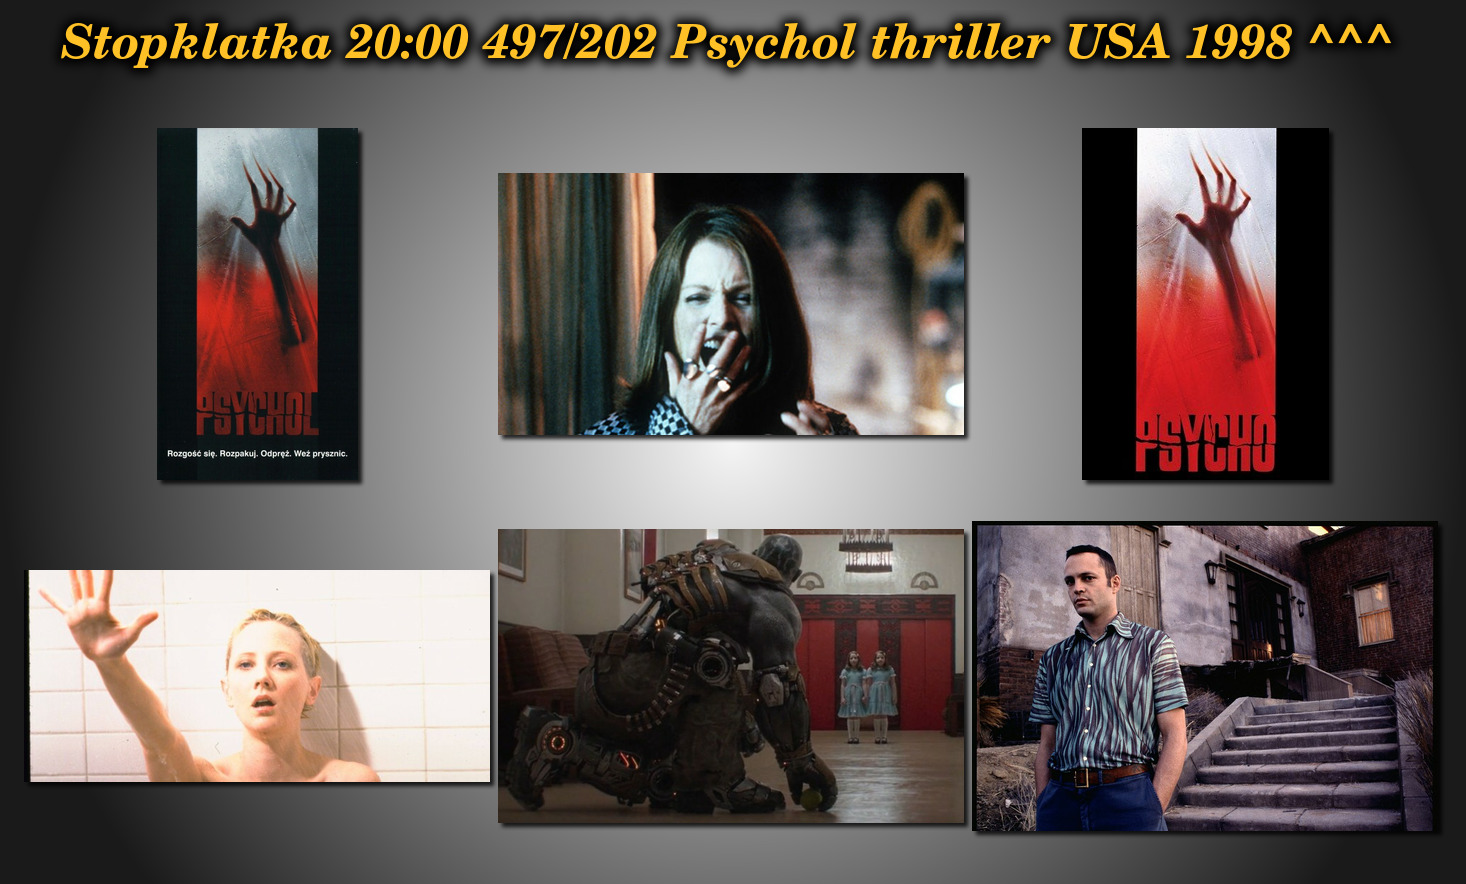 Stopklatka 20:00 497/202 Psychol thriller USA 1998 ^^^
PSYCHOL
Rozgość się. Rozpakuj. Odpręż. Weź prysznic.
PSYCHO